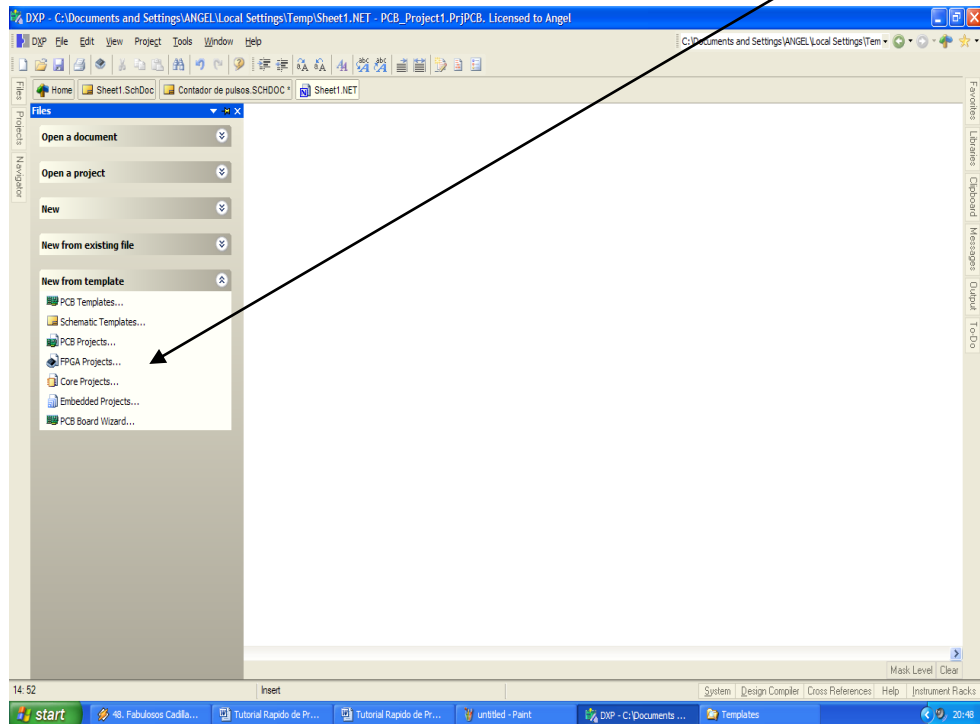 DXP - C:\Documents and Settings\ANGEL\Local Settings\Temp\Sheet1.NET - PCB_Project1.PrjPCB. Licensed to Angel
DXP File Edit View Project Tools Window Help
C:\Documents and Settings\ANGEL\Local Settings\Tem
Home Sheet1.SchDoc Contador de pulsos.SCHDOC * Sheet1.NET
Files
Projects
Navigator
Files
Open a document
Open a project
New
New from existing file
New from template
PCB Templates...
Schematic Templates...
PCB Projects...
FPGA Projects...
Core Projects...
Embedded Projects...
PCB Board Wizard...
Favorites
Libraries
Clipboard
Messages
Output
To-Do
Mask Level Clear
14: 52 Insert System Design Compiler Cross References Help Instrument Racks
start 48. Fabulosos Cadilla... Tutorial Rapido de Pr... Tutorial Rapido de Pr... untitled - Paint DXP - C:\Documents ... Templates 20:48